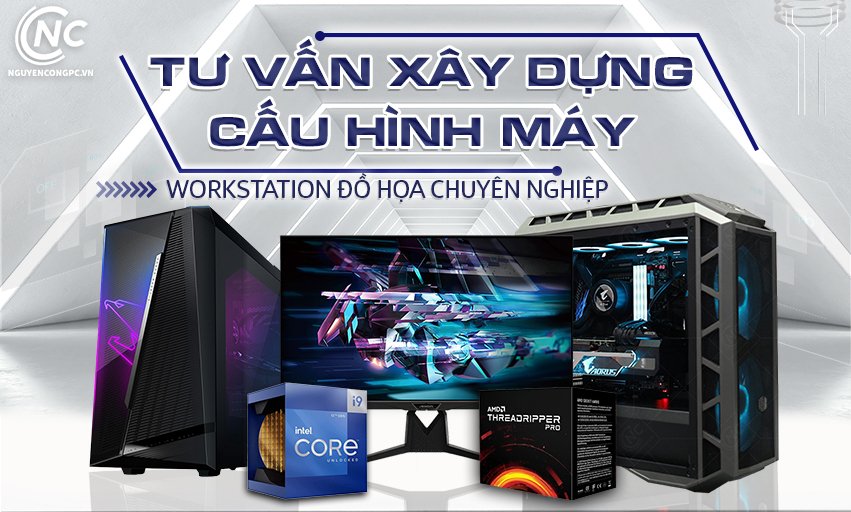 NC
NGUYENCONGPC.VN
TƯ VẤN XÂY DỰNG
CẤU HÌNH MÁY
WORKSTATION ĐỒ HỌA CHUYÊN NGHIỆP
i9
intel
CORE
UNLOCKED
AMD
THREADRIPPER
PRO
AORUS